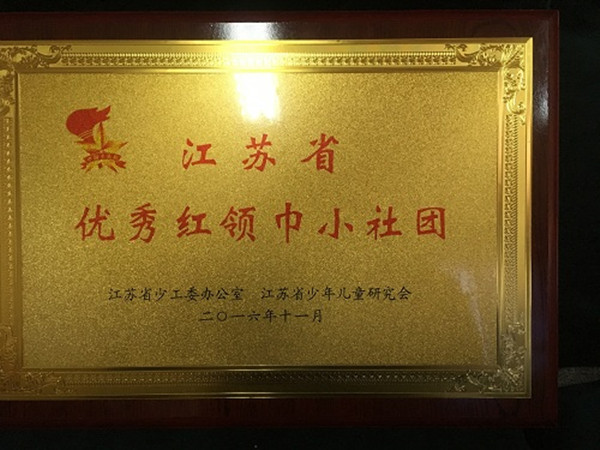 江苏省
优秀红领巾小社团
江苏省少工委办公室 江苏省少年儿童研究会
二〇一六年十一月